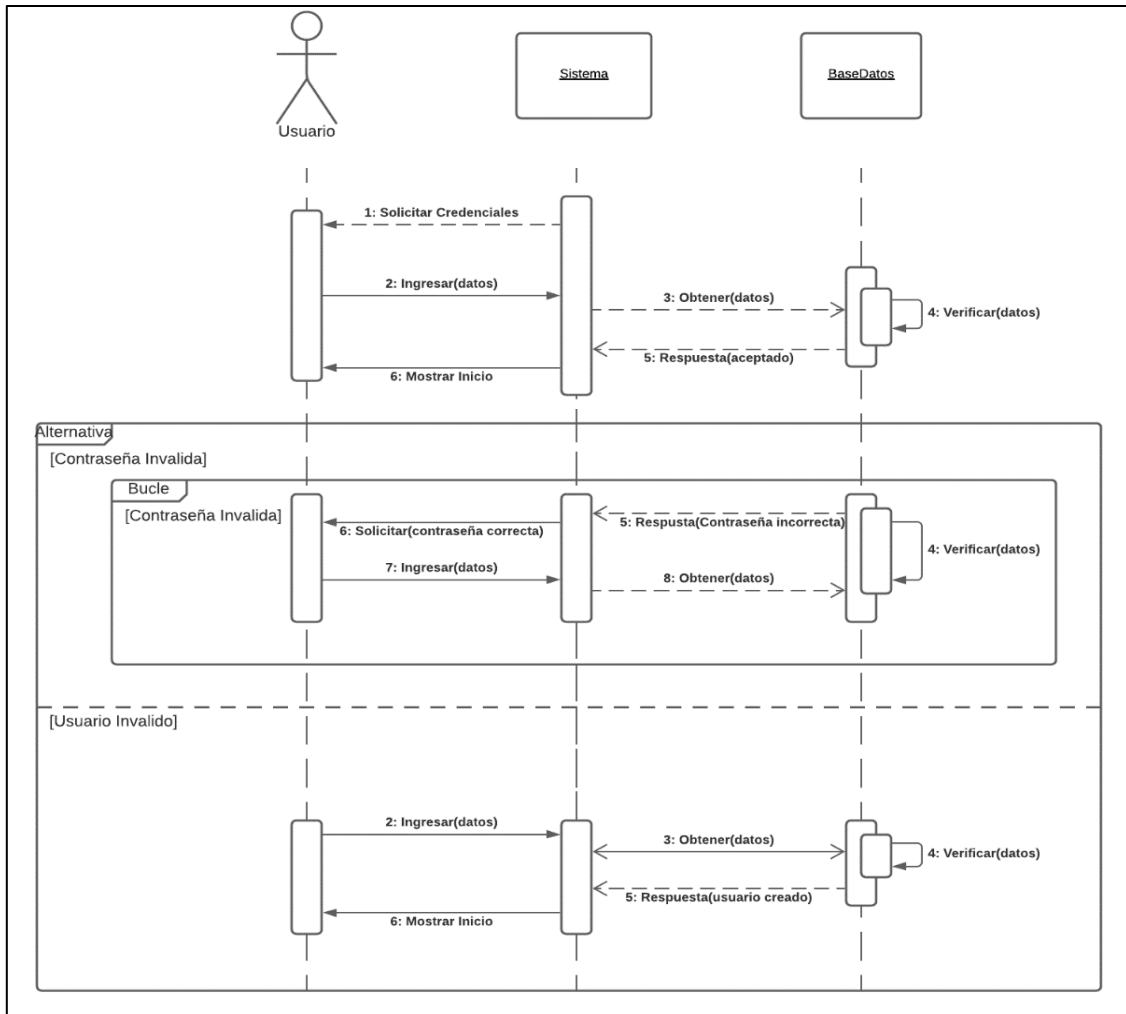 Usuario
Sistema
BaseDatos
1: Solicitar Credenciales
2: Ingresar(datos)
3: Obtener(datos)
4: Verificar(datos)
5: Respuesta(aceptado)
6: Mostrar Inicio
Alternativa
[Contraseña Invalida]
Bucle
[Contraseña Invalida]
5: Respusta(Contraseña incorrecta)
6: Solicitar(contraseña correcta)
4: Verificar(datos)
7: Ingresar(datos)
8: Obtener(datos)
[Usuario Invalido]
2: Ingresar(datos)
3: Obtener(datos)
4: Verificar(datos)
5: Respuesta(usuario creado)
6: Mostrar Inicio